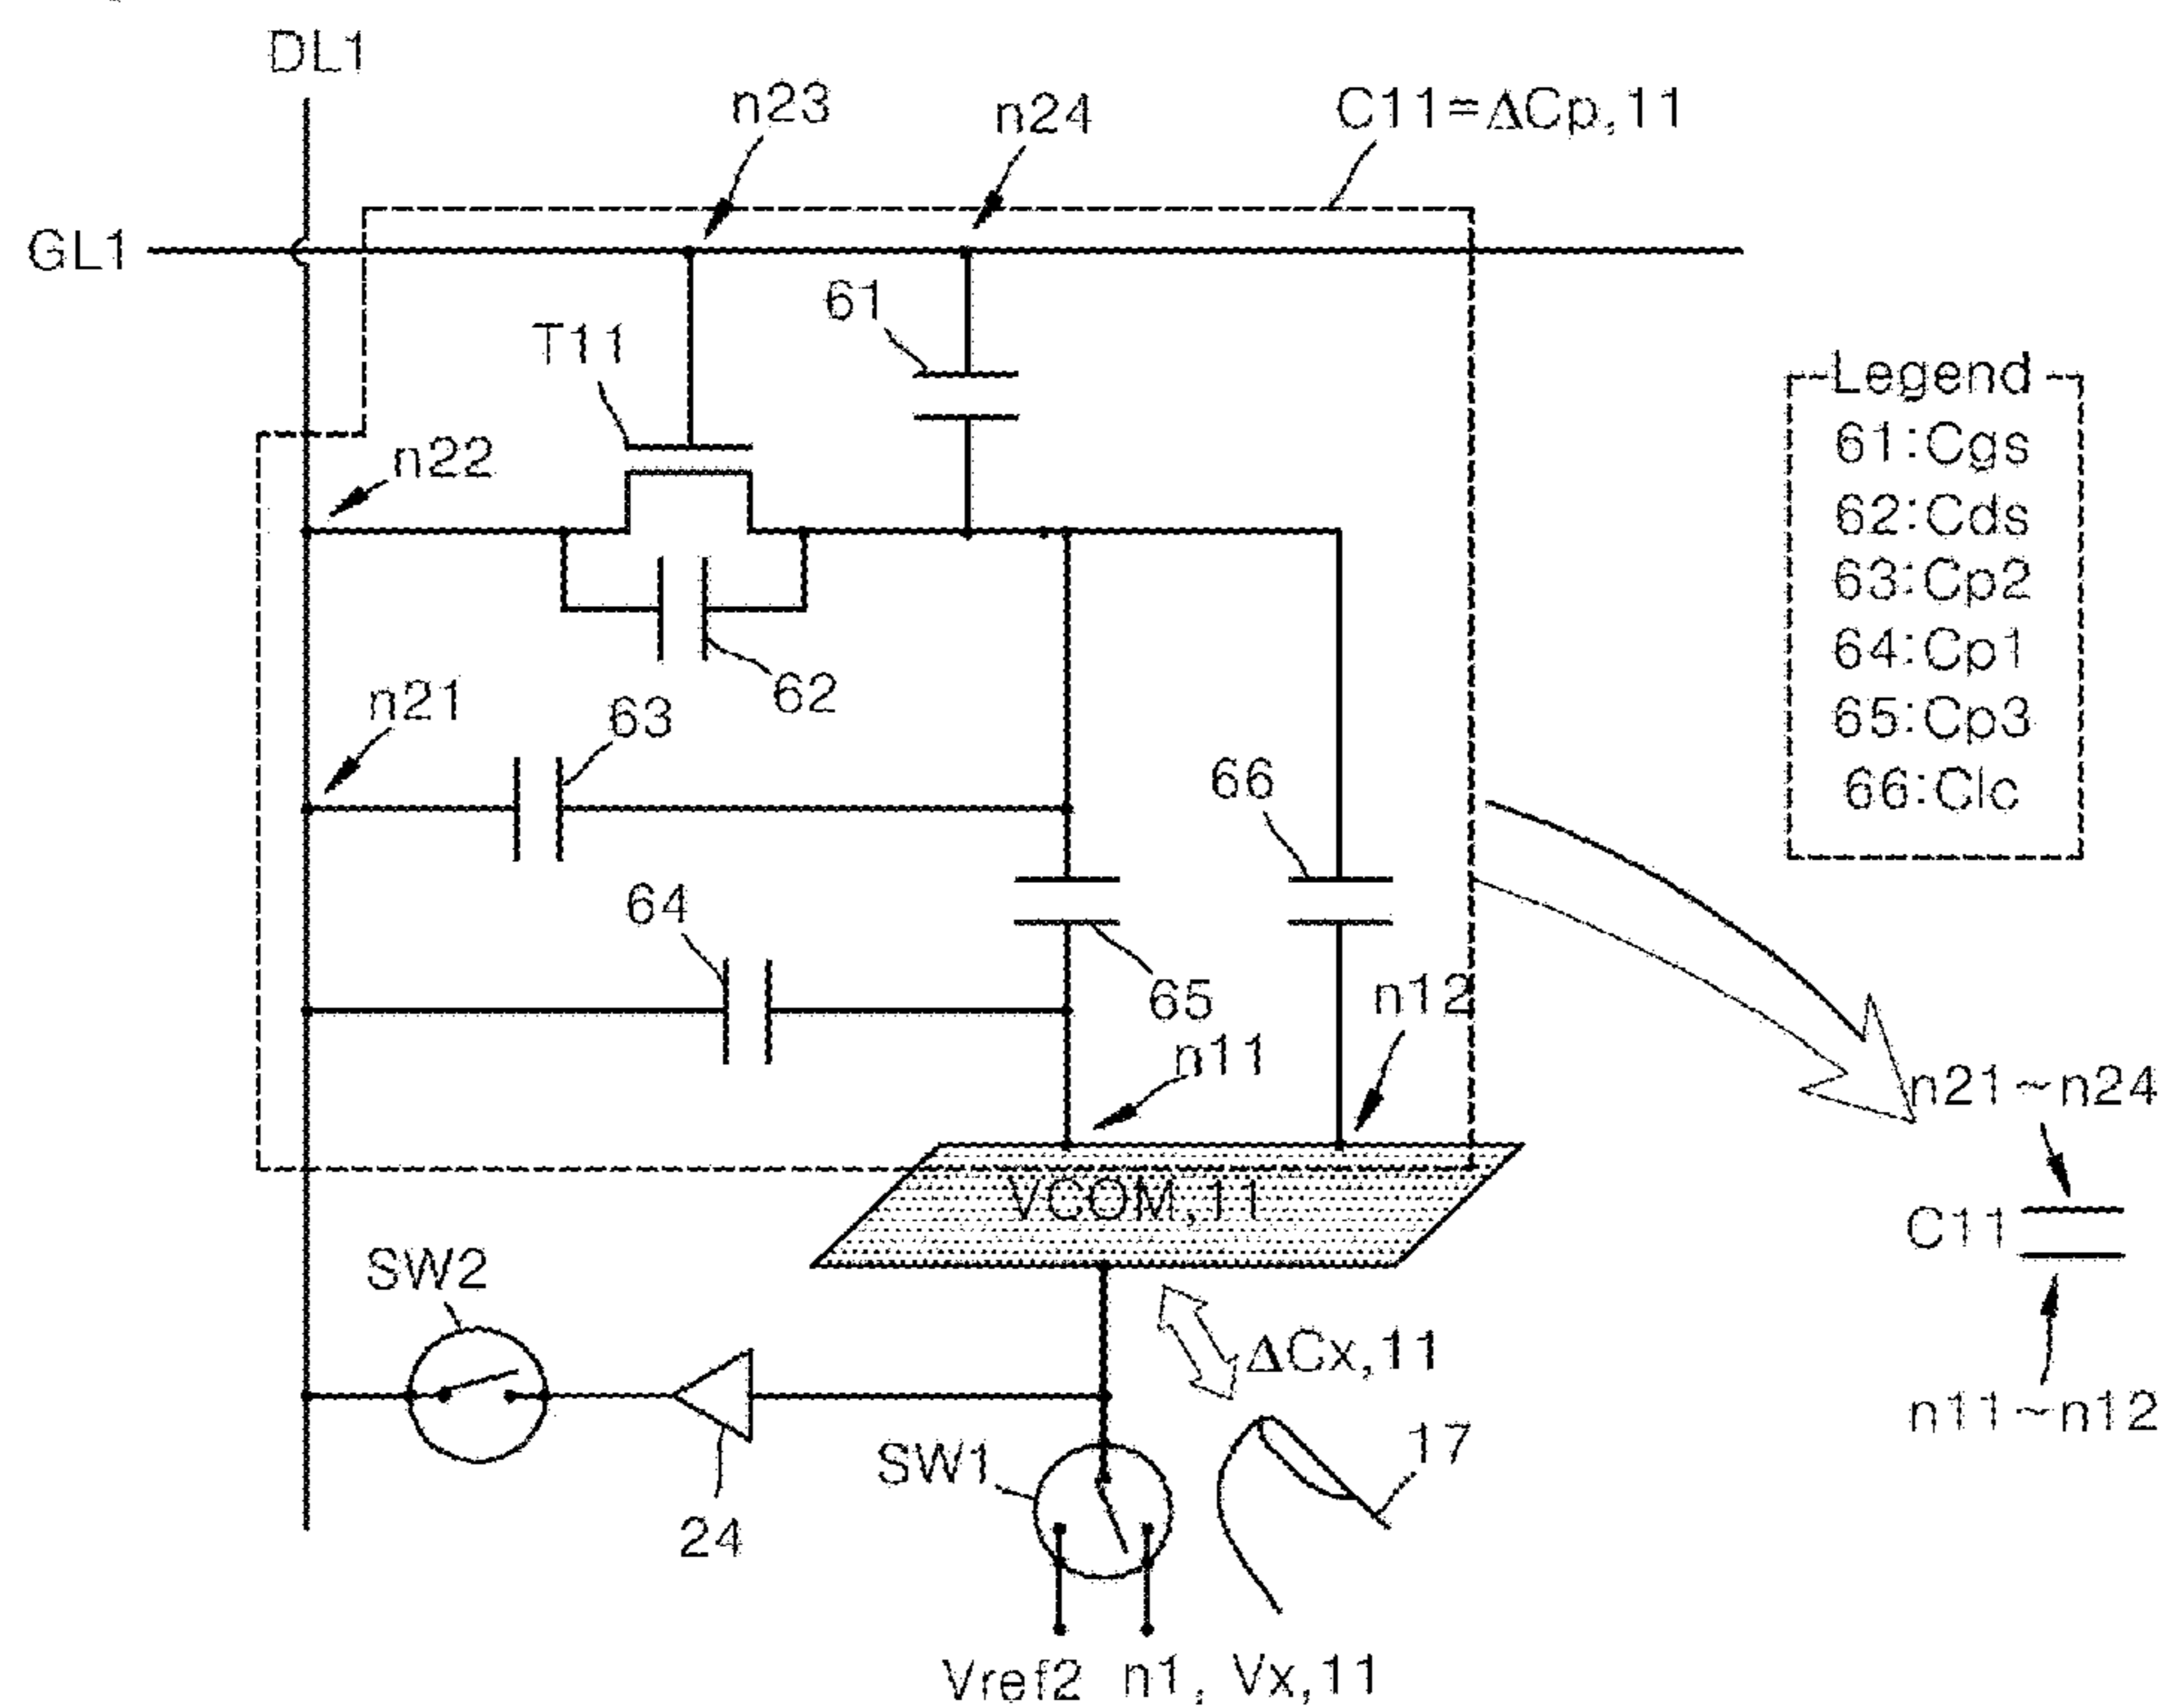 DL1
n23
n24
C11=ΔCp,11
GL1
61
T11
Legend
61:Cgs
62:Cds
63:Cp2
64:Cp1
65:Cp3
66:Clc
n22
62
n21
63
66
64
65
n12
n11
n21~n24
VCOM,11
C11
SW2
ΔCx,11
n11~n12
SW1
17
24
Vref2 n1, Vx,11